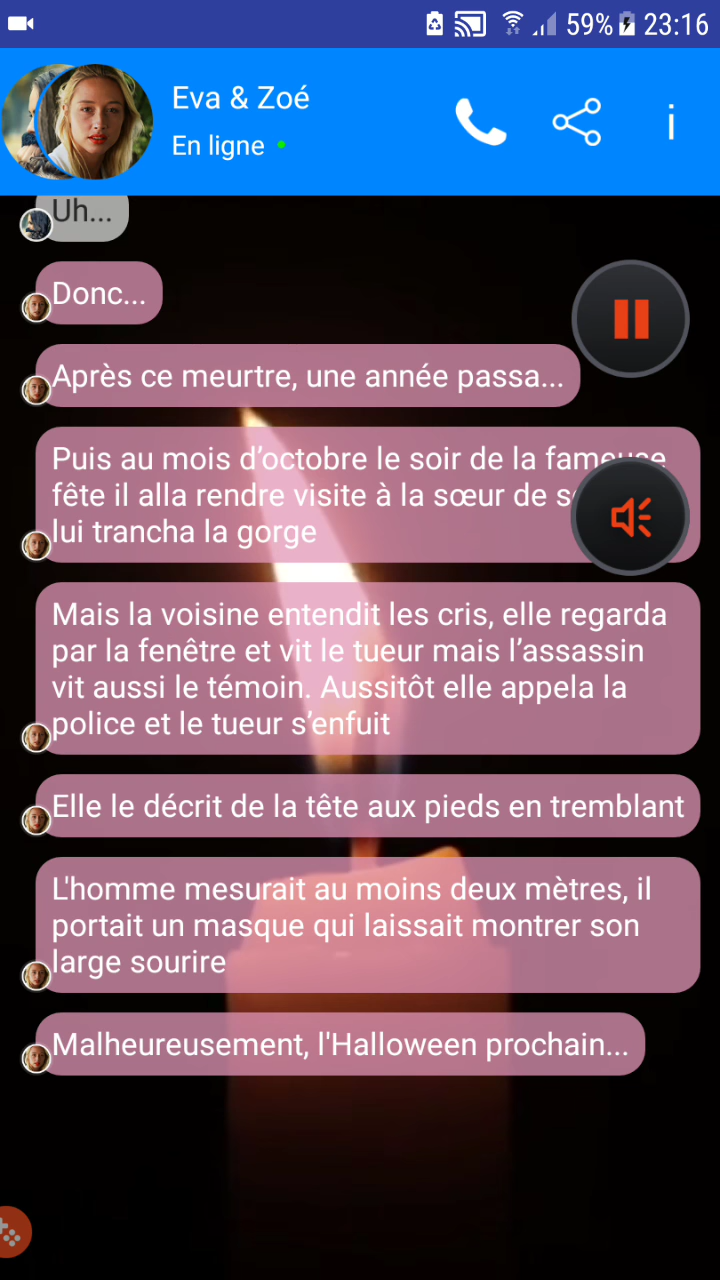 59% 23:16
Eva & Zoé
En ligne
Uh...
Donc...
Après ce meurtre, une année passa...
Puis au mois d’octobre le soir de la fameuse
fête il alla rendre visite à la sœur de
lui trancha la gorge
Mais la voisine entendit les cris, elle regarda
par la fenêtre et vit le tueur mais l’assassin
vit aussi le témoin. Aussitôt elle appela la
police et le tueur s’enfuit
Elle le décrit de la tête aux pieds en tremblant
L'homme mesurait au moins deux mètres, il
portait un masque qui laissait montrer son
large sourire
Malheureusement, l'Halloween prochain...